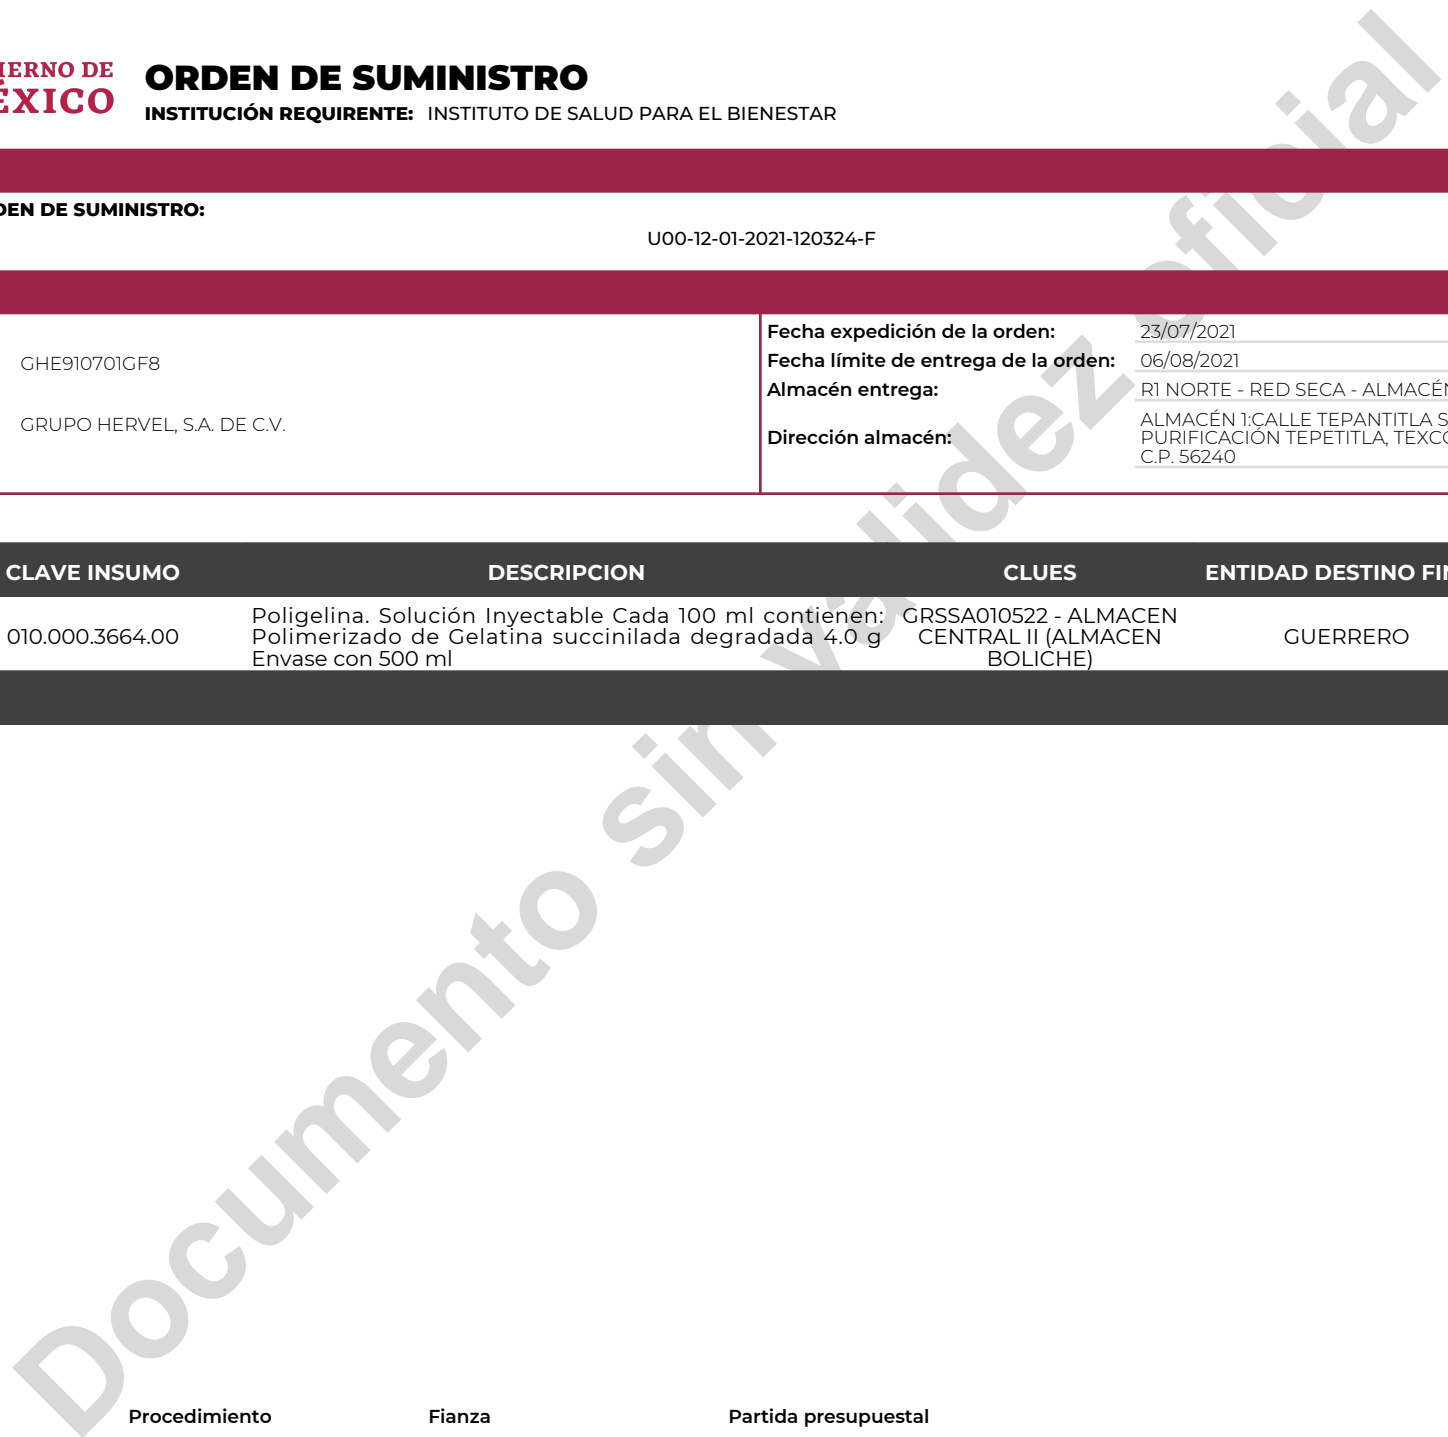 IERNO DE
ÉXICO
ORDEN DE SUMINISTRO
INSTITUCIÓN REQUIRENTE: INSTITUTO DE SALUD PARA EL BIENESTAR
DEN DE SUMINISTRO:
U00-12-01-2021-120324-F
GHE910701GF8
GRUPO HERVEL, S.A. DE C.V.
Fecha expedición de la orden: 23/07/2021
Fecha límite de entrega de la orden: 06/08/2021
Almacén entrega: R1 NORTE - RED SECA - ALMACÉN
Dirección almacén:
ALMACÉN 1:CALLE TEPANTITLA S
PURIFICACIÓN TEPETITLA, TEXCO
C.P. 56240
CLAVE INSUMO DESCRIPCION CLUES ENTIDAD DESTINO FIN
010.000.3664.00
Poligelina. Solución Inyectable Cada 100 ml contienen:
Polimerizado de Gelatina succinilada degradada 4.0 g
Envase con 500 ml
GRSSA010522 - ALMACEN
CENTRAL II (ALMACEN
BOLICHE)
GUERRERO
Documento sin validez oficial
Procedimiento Fianza Partida presupuestal